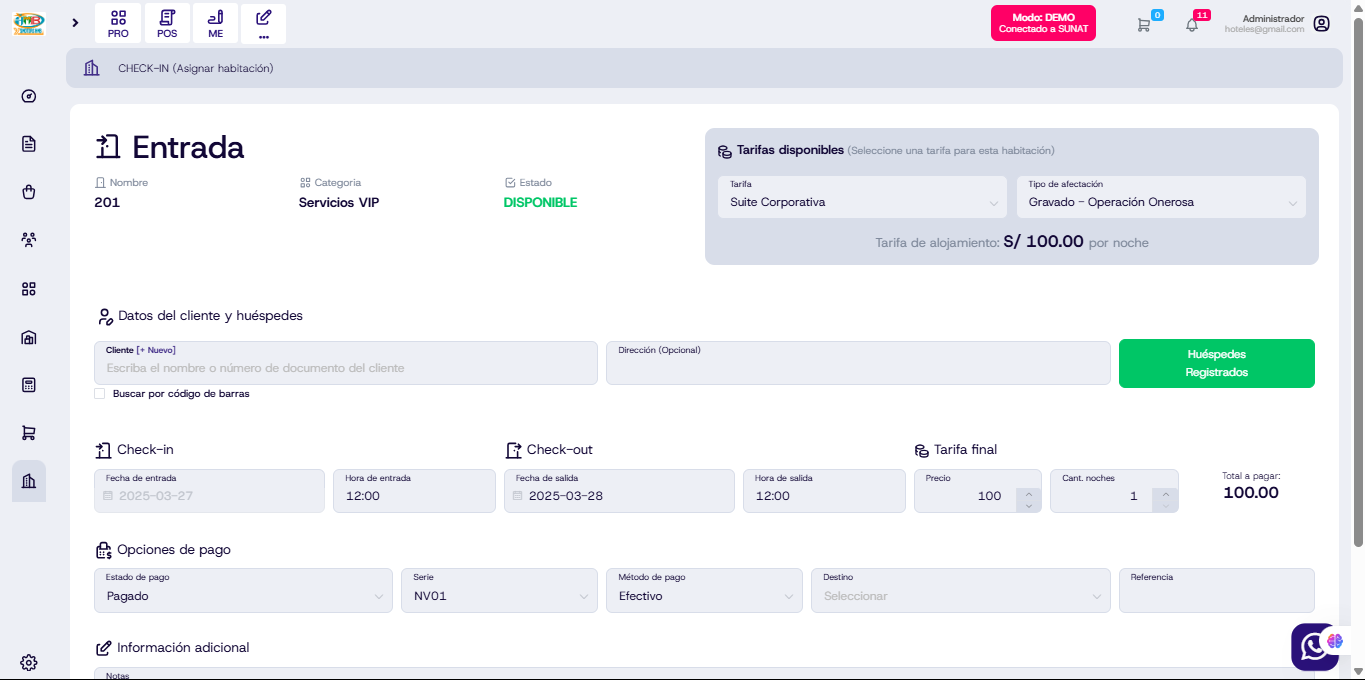 PRO
POS
ME
...
Modo: DEMO
Conectado a SUNAT
0
11
Administrador
hoteles@gmail.com
CHECK-IN (Asignar habitación)
Entrada
Nombre
201
Categoría
Servicios VIP
Estado
DISPONIBLE
Tarifas disponibles (Seleccione una tarifa para esta habitación)
Tarifa
Suite Corporativa
Tipo de afectación
Gravado - Operación Onerosa
Tarifa de alojamiento: S/ 100.00 por noche
Datos del cliente y huéspedes
Cliente [+ Nuevo]
Escriba el nombre o número de documento del cliente
Dirección (Opcional)
Huéspedes
Registrados
Buscar por código de barras
Check-in
Check-out
Tarifa final
Fecha de entrada
2025-03-27
Hora de entrada
12:00
Fecha de salida
2025-03-28
Hora de salida
12:00
Precio
100
Cant. noches
1
Total a pagar:
100.00
Opciones de pago
Estado de pago
Pagado
Serie
NV01
Método de pago
Efectivo
Destino
Seleccionar
Referencia
Información adicional
Notas